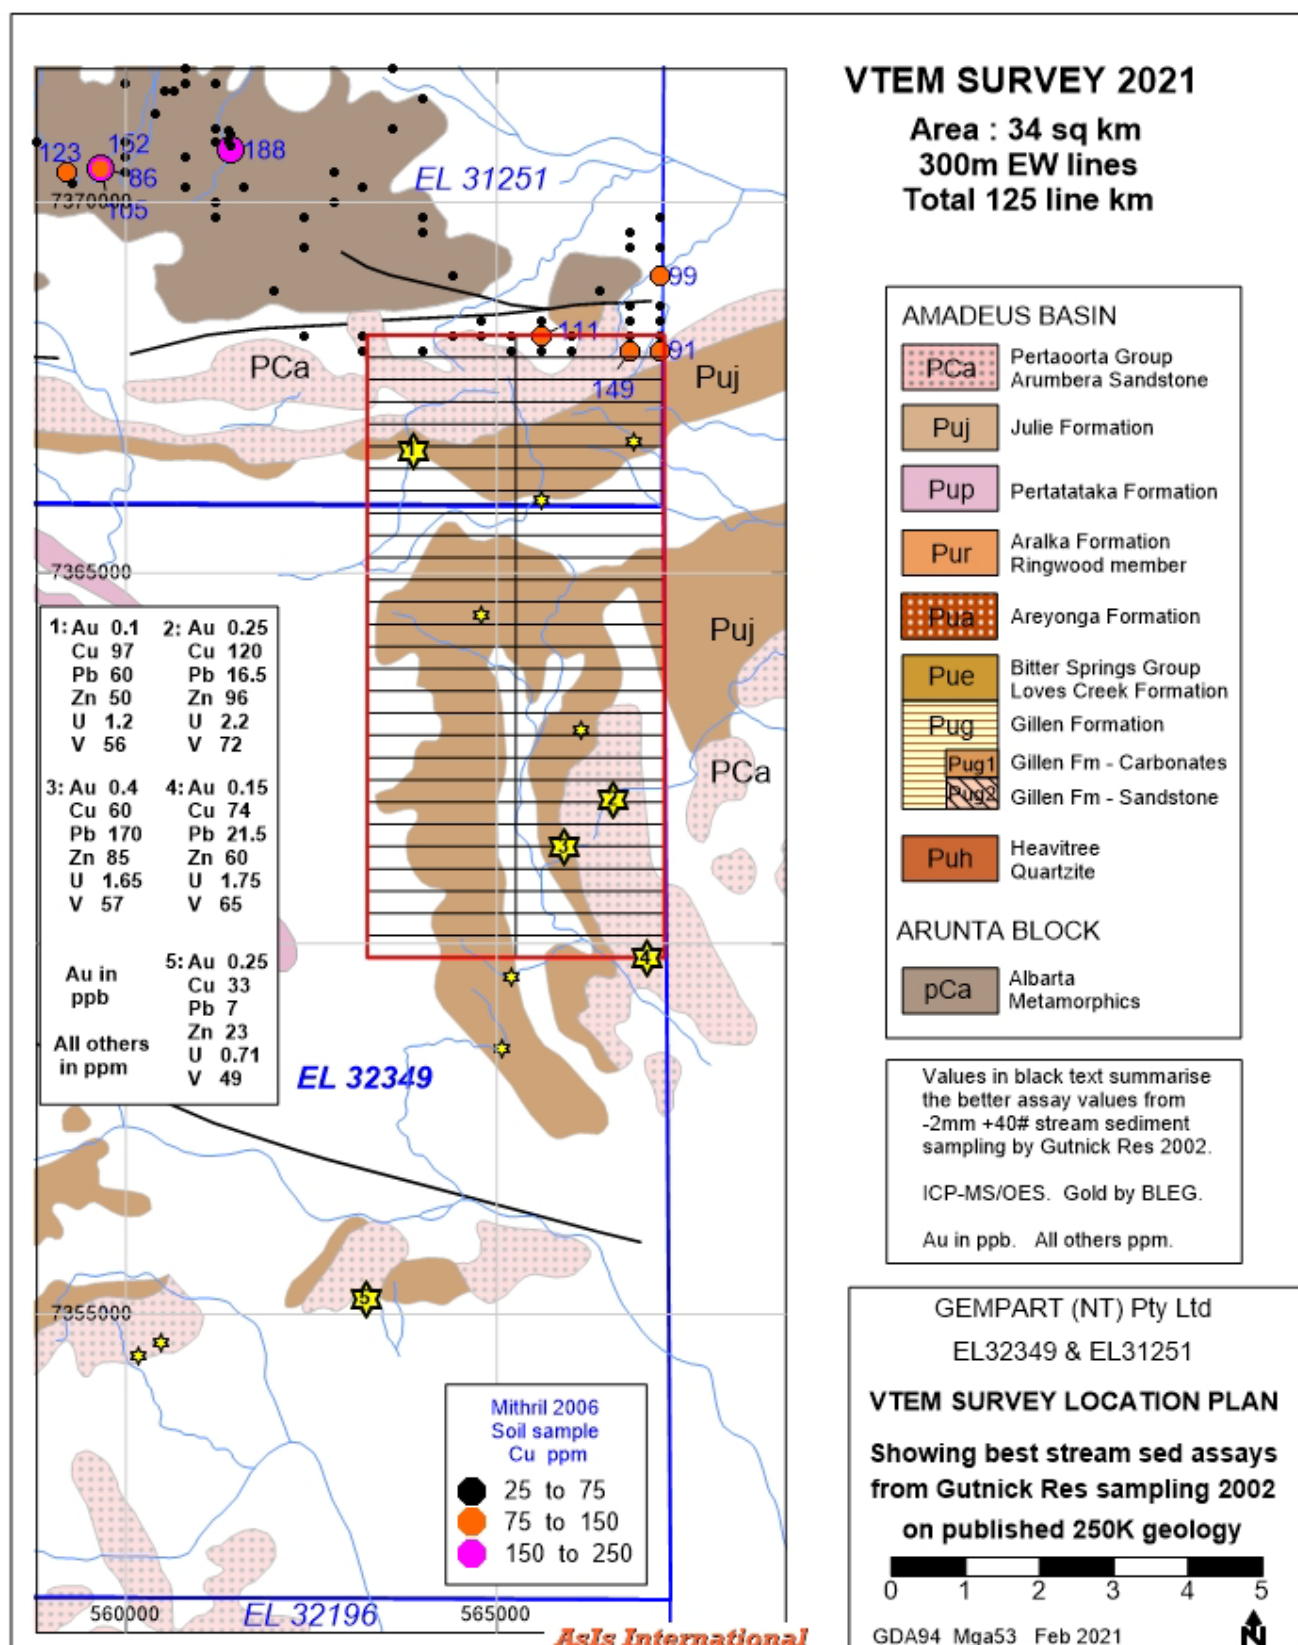 VTEM SURVEY 2021
Area : 34 sq km
300m EW lines
Total 125 line km
123
152
86
105
188
EL 31251
7370000
99
111
91
149
PCa
Puj
1
7365000
Puj
PCa
2
3
4
1: Au 0.1
Cu 97
Pb 60
Zn 50
U 1.2
V 56
2: Au 0.25
Cu 120
Pb 16.5
Zn 96
U 2.2
V 72
3: Au 0.4
Cu 60
Pb 170
Zn 85
U 1.65
V 57
4: Au 0.15
Cu 74
Pb 21.5
Zn 60
U 1.75
V 65
Au in
ppb
All others
in ppm
5: Au 0.25
Cu 33
Pb 7
Zn 23
U 0.71
V 49
EL 32349
5
7355000
Mithril 2006
Soil sample
Cu ppm
25 to 75
75 to 150
150 to 250
560000
565000
EL 32196
AsIs International
AMADEUS BASIN
PCa
Pertaoorta Group
Arumbera Sandstone
Puj
Julie Formation
Pup
Pertatataka Formation
Pur
Aralka Formation
Ringwood member
Pua
Areyonga Formation
Pue
Bitter Springs Group
Loves Creek Formation
Pug
Gillen Formation
Pug1
Gillen Fm - Carbonates
Pug2
Gillen Fm - Sandstone
Puh
Heavitree
Quartzite
ARUNTA BLOCK
pCa
Albarta
Metamorphics
Values in black text summarise
the better assay values from
-2mm +40# stream sediment
sampling by Gutnick Res 2002.
ICP-MS/OES. Gold by BLEG.
Au in ppb. All others ppm.
GEMPART (NT) Pty Ltd
EL32349 & EL31251
VTEM SURVEY LOCATION PLAN
Showing best stream sed assays
from Gutnick Res sampling 2002
on published 250K geology
0 1 2 3 4 5
GDA94 Mga53 Feb 2021
N